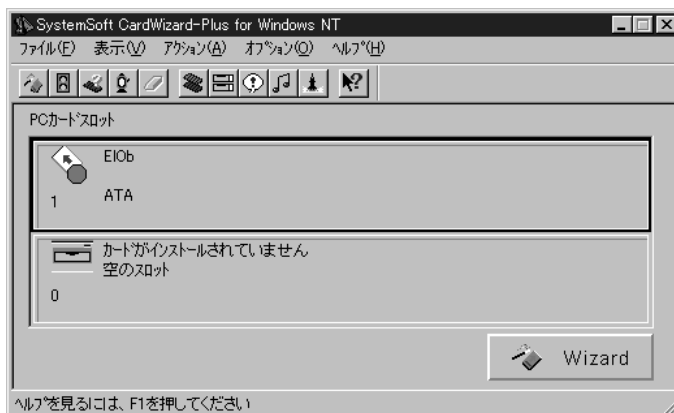 SystemSoft CardWizard-Plus for Windows NT
ファイル(F) 表示(V) アクション(A) オプション(O) ヘルプ(H)
PCカードスロット
EIOb
1 ATA
カードがインストールされていません
空のスロット
0
Wizard
ヘルプを見るには、F1を押してください